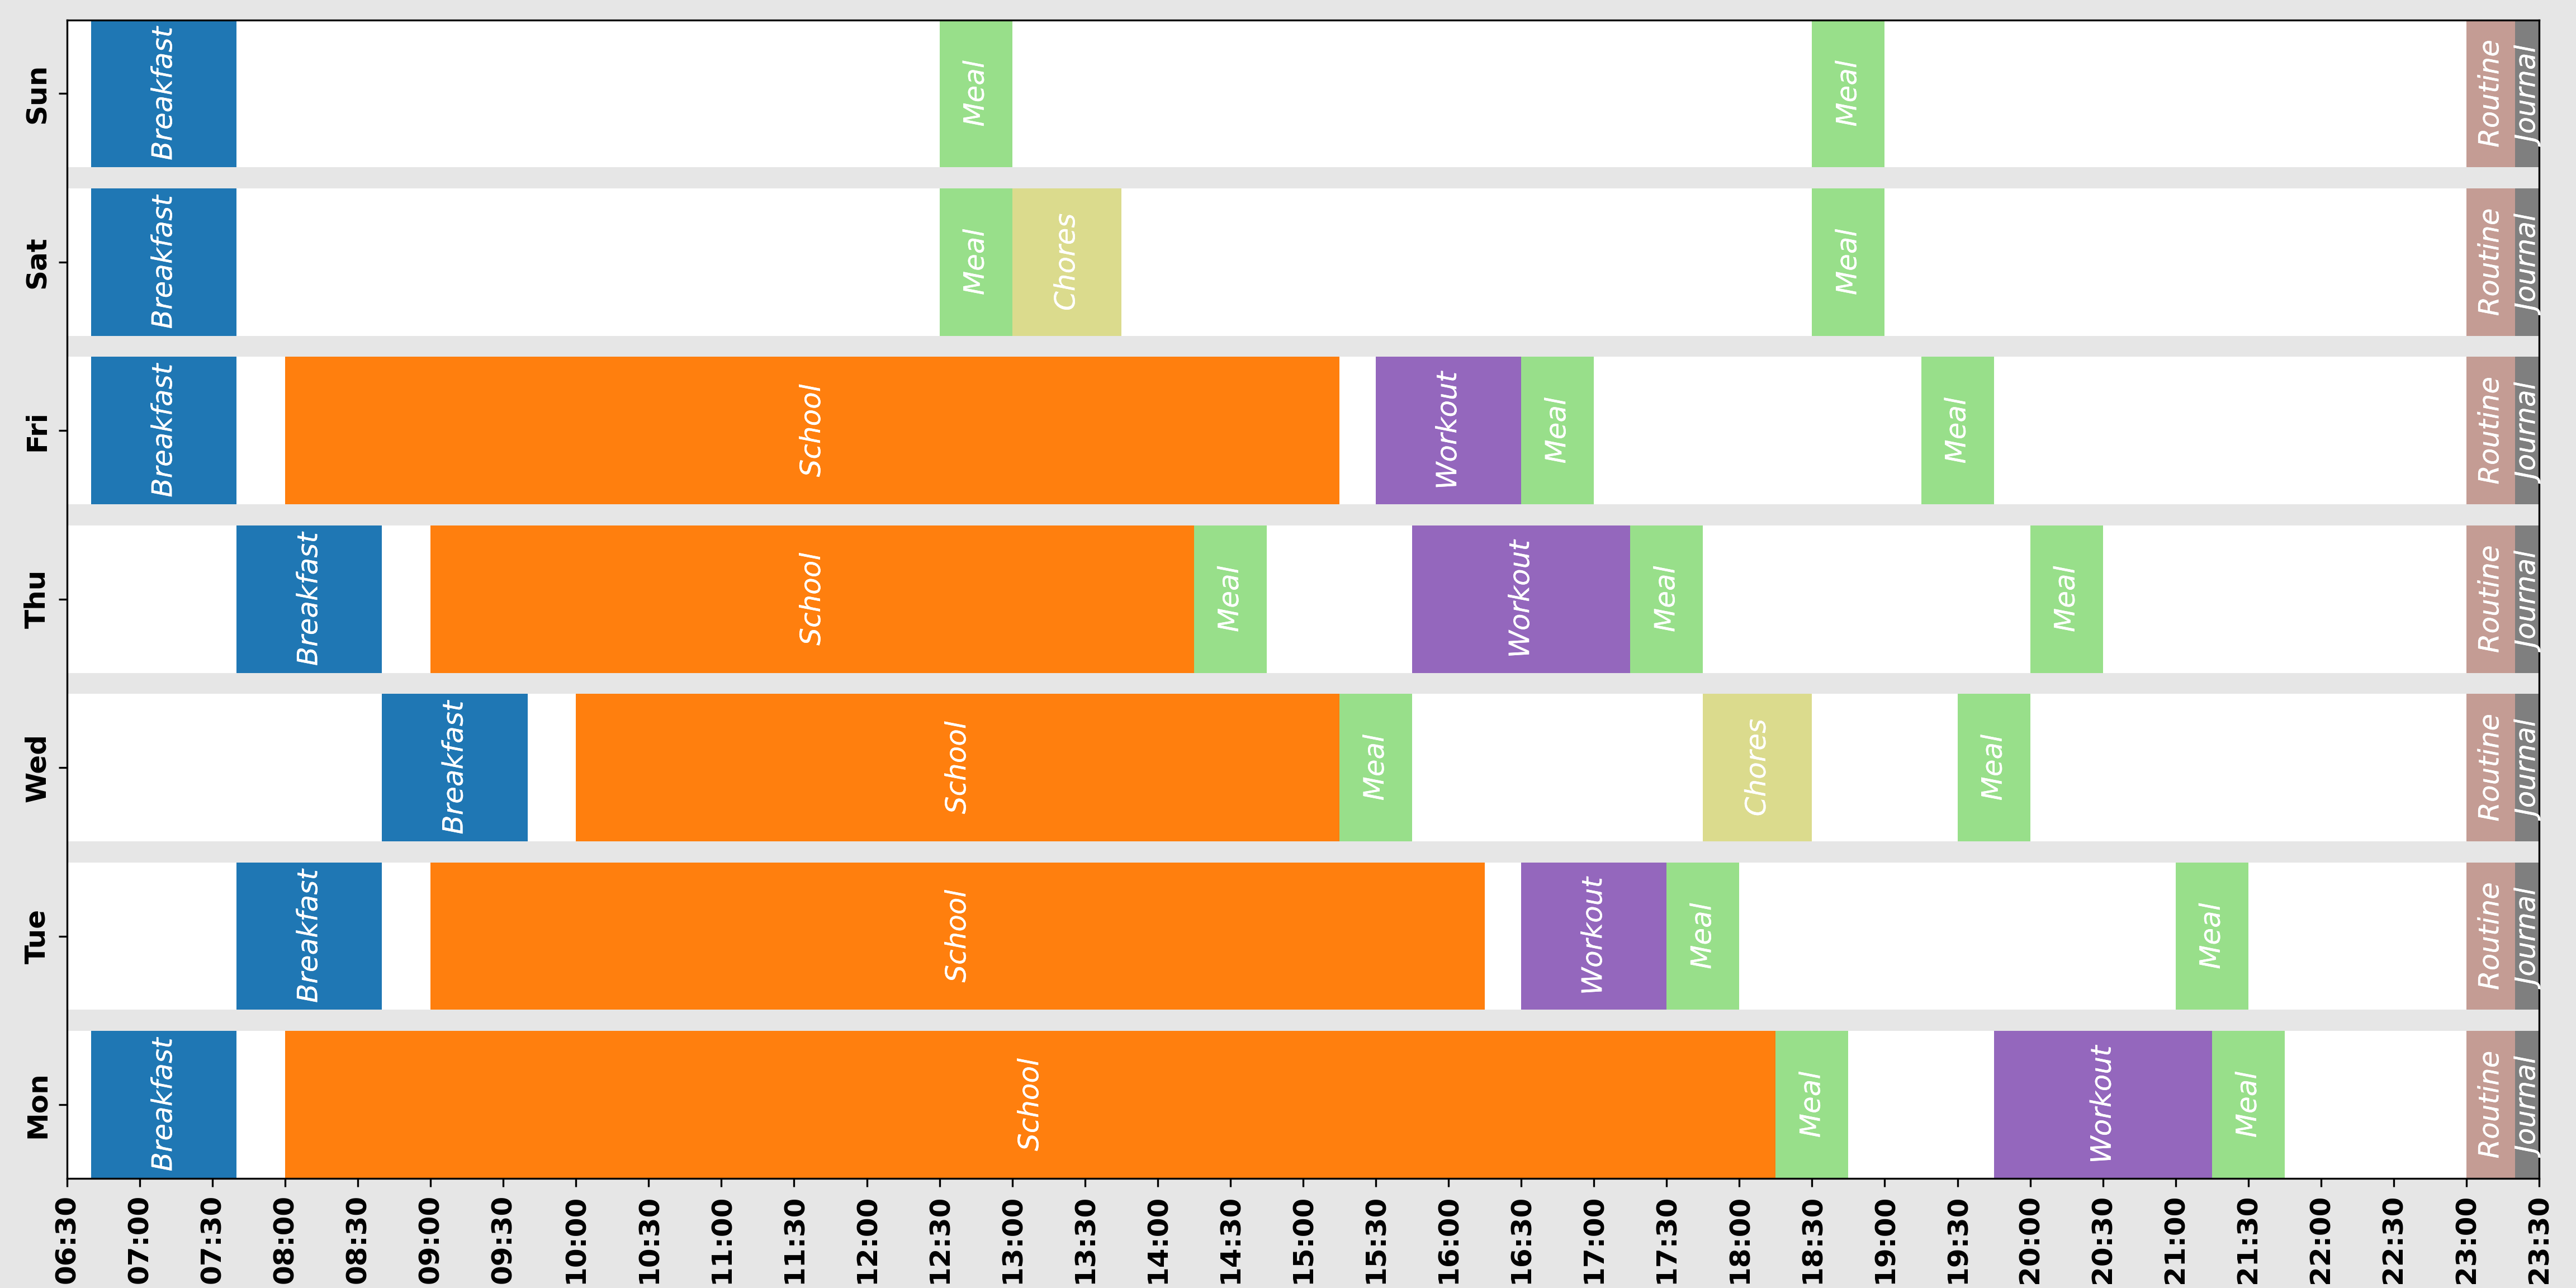 Sun
Breakfast
Meal
Meal
Routine
Journal
Sat
Breakfast
Meal
Chores
Meal
Routine
Journal
Fri
Breakfast
School
Workout
Meal
Meal
Routine
Journal
Thu
Breakfast
School
Meal
Workout
Meal
Meal
Routine
Journal
Wed
Breakfast
School
Meal
Chores
Meal
Routine
Journal
Tue
Breakfast
School
Workout
Meal
Meal
Routine
Journal
Mon
Breakfast
School
Meal
Workout
Meal
Routine
Journal
06:30
07:00
07:30
08:00
08:30
09:00
09:30
10:00
10:30
11:00
11:30
12:00
12:30
13:00
13:30
14:00
14:30
15:00
15:30
16:00
16:30
17:00
17:30
18:00
18:30
19:00
19:30
20:00
20:30
21:00
21:30
22:00
22:30
23:00
23:30